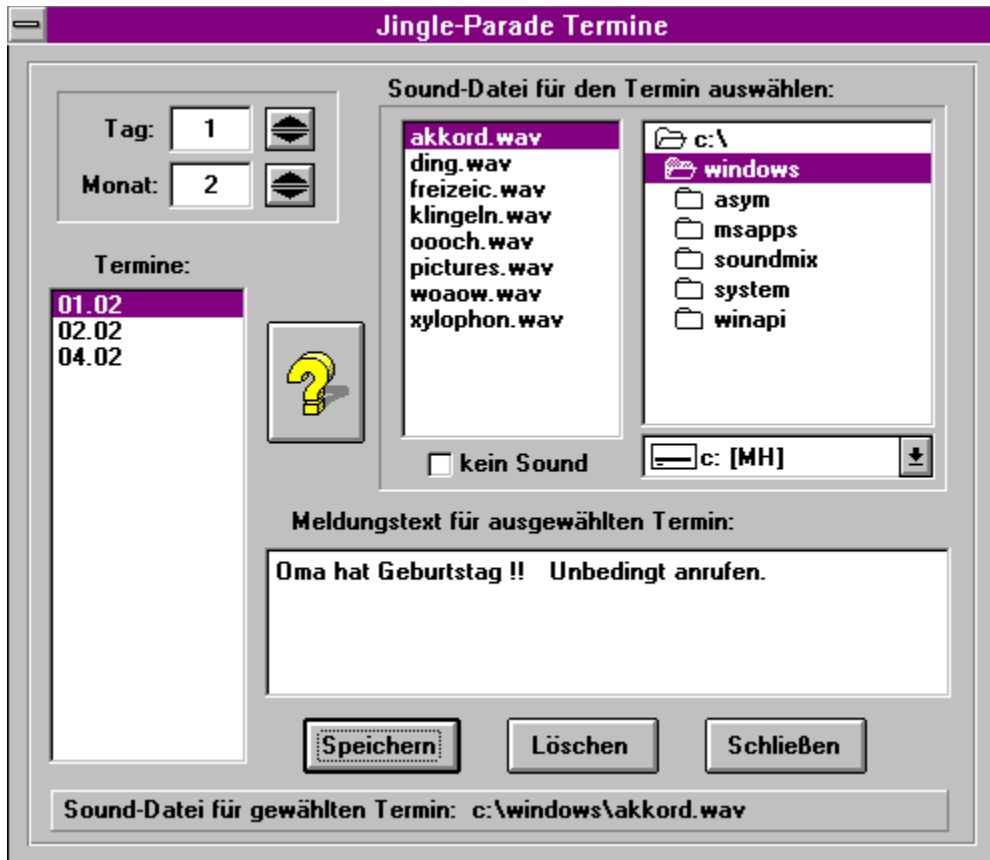 Jingle-Parade Termine
Tag: 1
Monat: 2
Sound-Datei für den Termin auswählen:
akkord.wav
ding.wav
freizeic.wav
klingeln.wav
oooch.wav
pictures.wav
woaow.wav
xylophon.wav
c:\
windows
asym
msapps
soundmix
system
winapi
kein Sound
c: [MH]
Termine:
01.02
02.02
04.02
Meldungstext für ausgewählten Termin:
Oma hat Geburtstag !! Unbedingt anrufen.
Speichern
Löschen
Schließen
Sound-Datei für gewählten Termin: c:\windows\akkord.wav